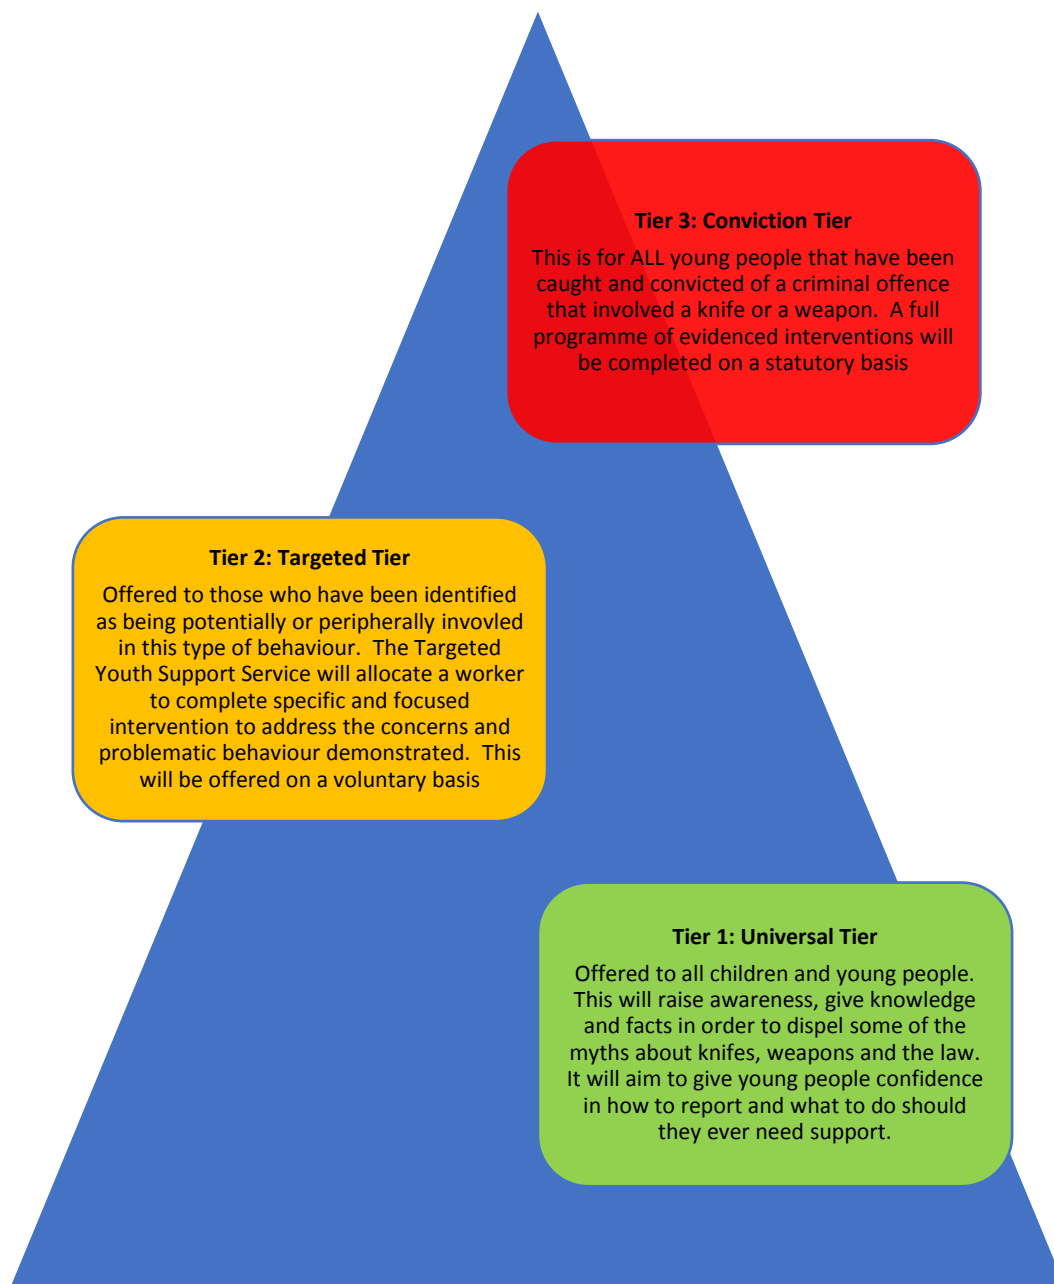 Tier 3: Conviction Tier
This is for ALL young people that have been
caught and convicted of a criminal offence
that involved a knife or a weapon.  A full
programme of evidenced interventions will
be completed on a statutory basis
Tier 2: Targeted Tier
Offered to those who have been identified
as being potentially or peripherally invovled
in this type of behaviour.  The Targeted
Youth Support Service will allocate a worker
to complete specific and focused
intervention to address the concerns and
problematic behaviour demonstrated.  This
will be offered on a voluntary basis
Tier 1: Universal Tier
Offered to all children and young people.
This will raise awareness, give knowledge
and facts in order to dispel some of the
myths about knifes, weapons and the law.
It will aim to give young people confidence
in how to report and what to do should
they ever need support.